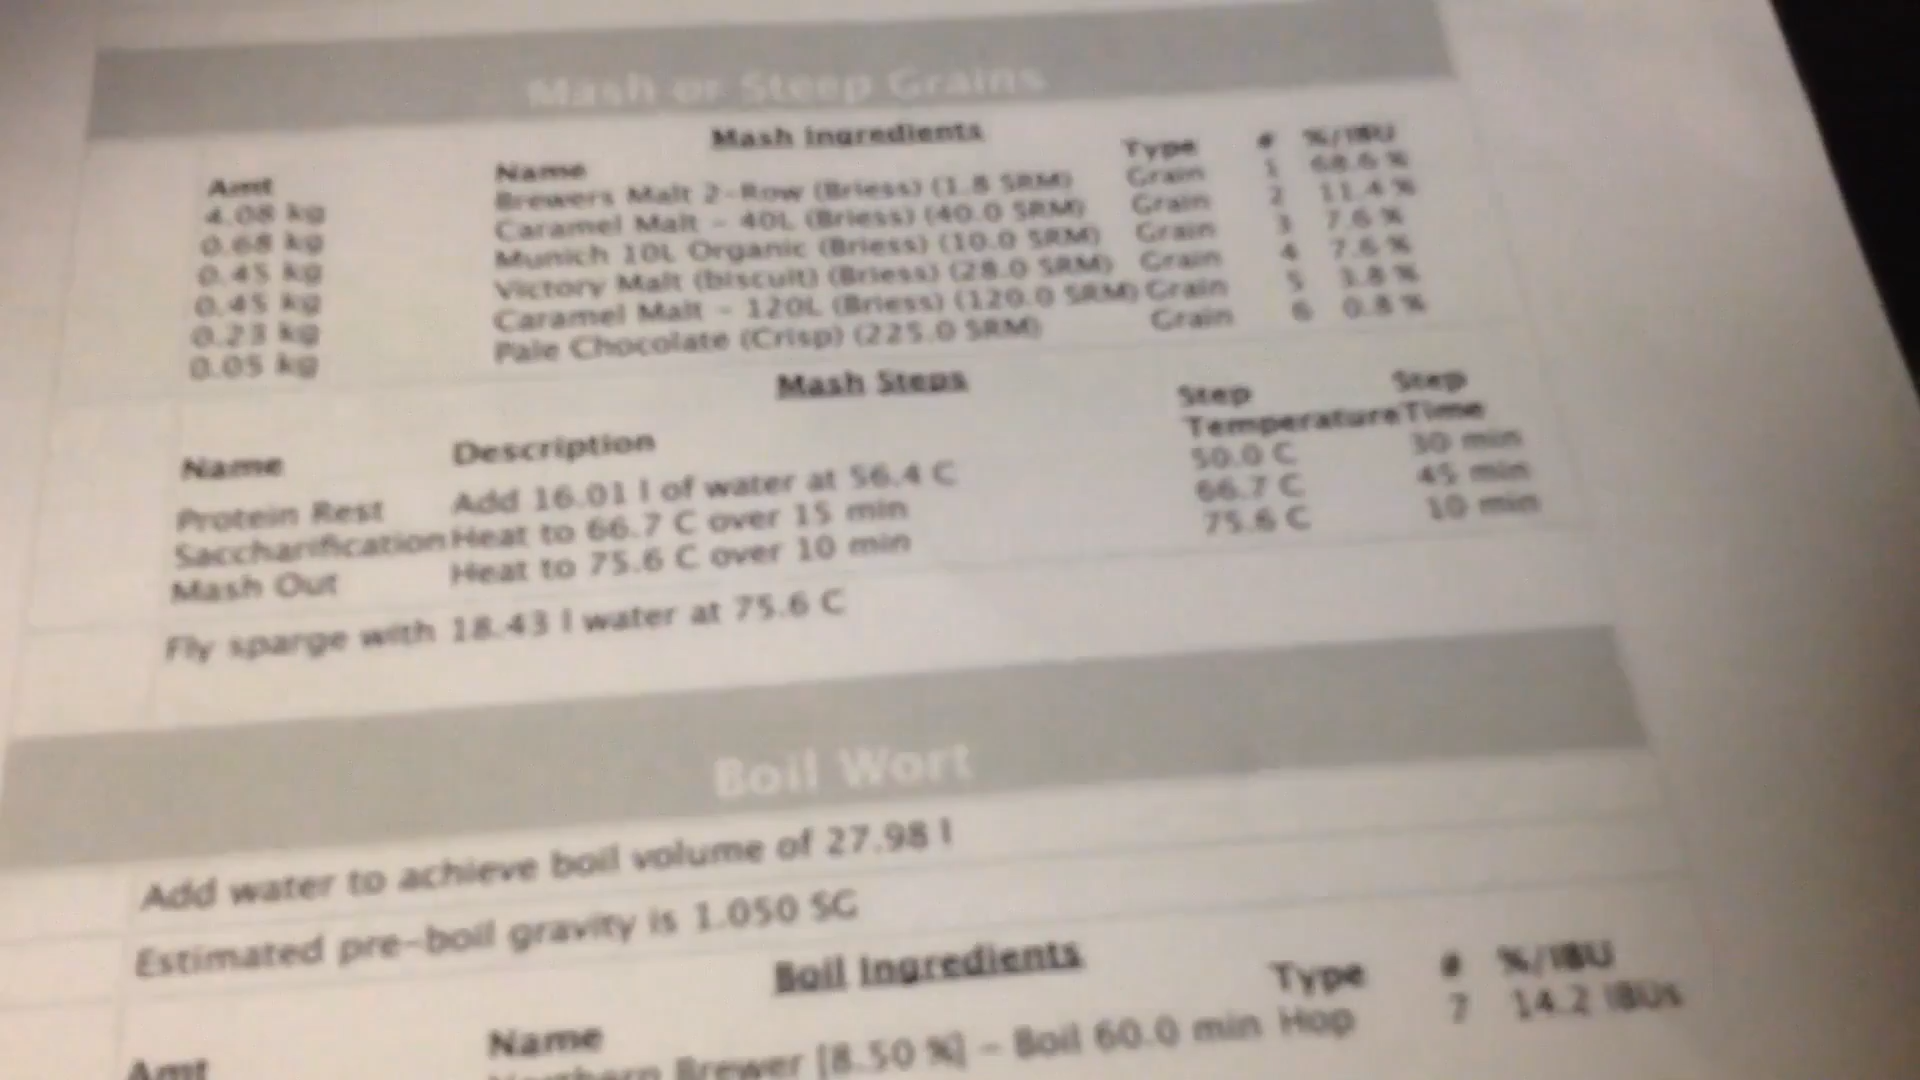 Mash or Steep Grains
Mash Ingredients
Amt Name Type # %/IBU
4.08 kg Brewers Malt 2-Row (Briess) (1.8 SRM) Grain 1 68.6 %
0.68 kg Caramel Malt - 40L (Briess) (40.0 SRM) Grain 2 11.4 %
0.45 kg Munich 10L Organic (Briess) (10.0 SRM) Grain 3 7.6 %
0.45 kg Victory Malt (biscuit) (Briess) (28.0 SRM) Grain 4 7.6 %
0.23 kg Caramel Malt - 120L (Briess) (120.0 SRM) Grain 5 3.8 %
0.05 kg Pale Chocolate (Crisp) (225.0 SRM) Grain 6 0.8 %
Mash Steps
Name Description Step Temperature Step Time
Protein Rest Add 16.01 l of water at 56.4 C 50.0 C 30 min
Saccharification Heat to 66.7 C over 15 min 66.7 C 45 min
Mash Out Heat to 75.6 C over 10 min 75.6 C 10 min
Fly sparge with 18.43 l water at 75.6 C
Boil Wort
Add water to achieve boil volume of 27.98 l
Estimated pre-boil gravity is 1.050 SG
Boil Ingredients
Amt Name Type # %/IBU
Northern Brewer [8.50 %] - Boil 60.0 min Hop 7 14.2 IBUs